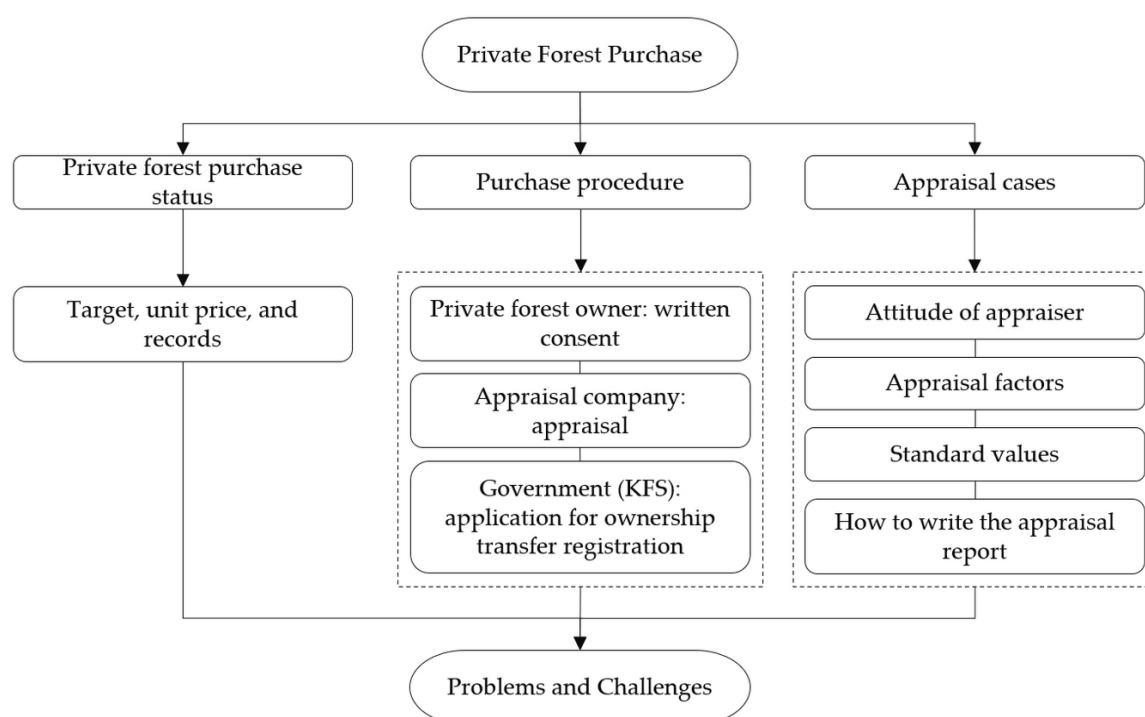 Private Forest Purchase
Private forest purchase
status
Purchase procedure
Appraisal cases
Target, unit price, and
records
Private forest owner: written
consent
Appraisal company:
appraisal
Government (KFS):
application for ownership
transfer registration
Attitude of appraiser
Appraisal factors
Standard values
How to write the appraisal
report
Problems and Challenges